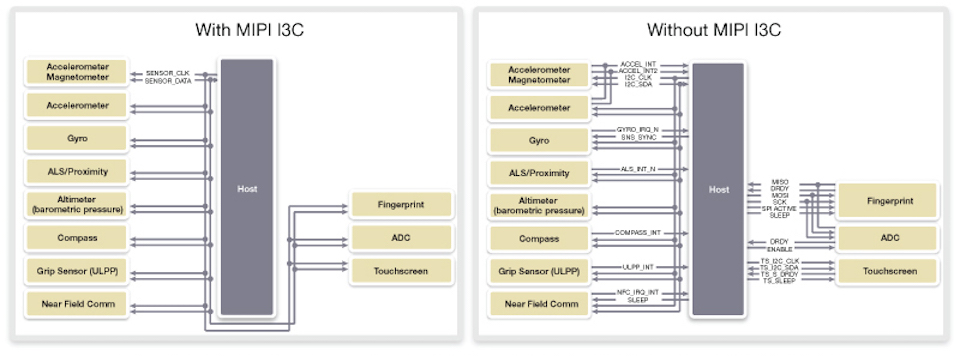 With MIPI I3C
Accelerometer
Magnetometer
SENSOR_CLK
SENSOR_DATA
Accelerometer
Gyro
ALS/Proximity
Altimeter
(barometric pressure)
Compass
Grip Sensor (ULPP)
Near Field Comm
Host
Fingerprint
ADC
Touchscreen
Without MIPI I3C
Accelerometer
Magnetometer
ACCEL_INT
ACCEL_INT2
I2C_CLK
I2C_SDA
Accelerometer
Gyro
GYRO_IRQ_N
SNS_SYNC
ALS/Proximity
ALS_INT_N
Altimeter
(barometric pressure)
Compass
COMPASS_INT
Grip Sensor (ULPP)
ULPP_INT
Near Field Comm
NFC_IRQ_INT
SLEEP
Host
MISO
DRDY
MOSI
SCK
SPI ACTIVE
SLEEP
Fingerprint
DRDY
ENABLE
ADC
TS_I2C_CLK
TS_I2C_SDA
TS_S_DRDY
TS_SLEEP
Touchscreen